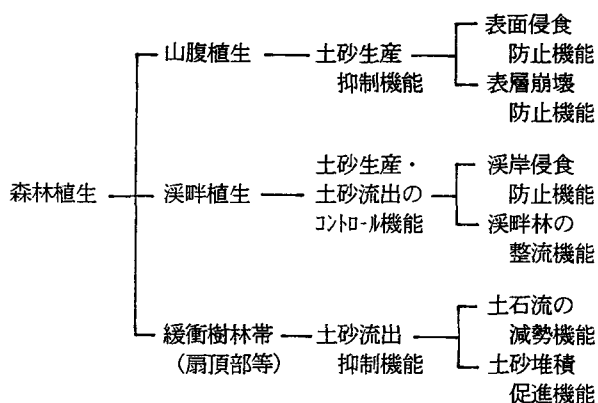 森林植生
山腹植生
土砂生産
抑制機能
表面侵食
防止機能
表層崩壊
防止機能
渓畔植生
土砂生産・
土砂流出の
コントロール機能
渓岸侵食
防止機能
渓畔林の
整流機能
緩衝樹林帯
(扇頂部等)
土砂流出
抑制機能
土石流の
減勢機能
土砂堆積
促進機能